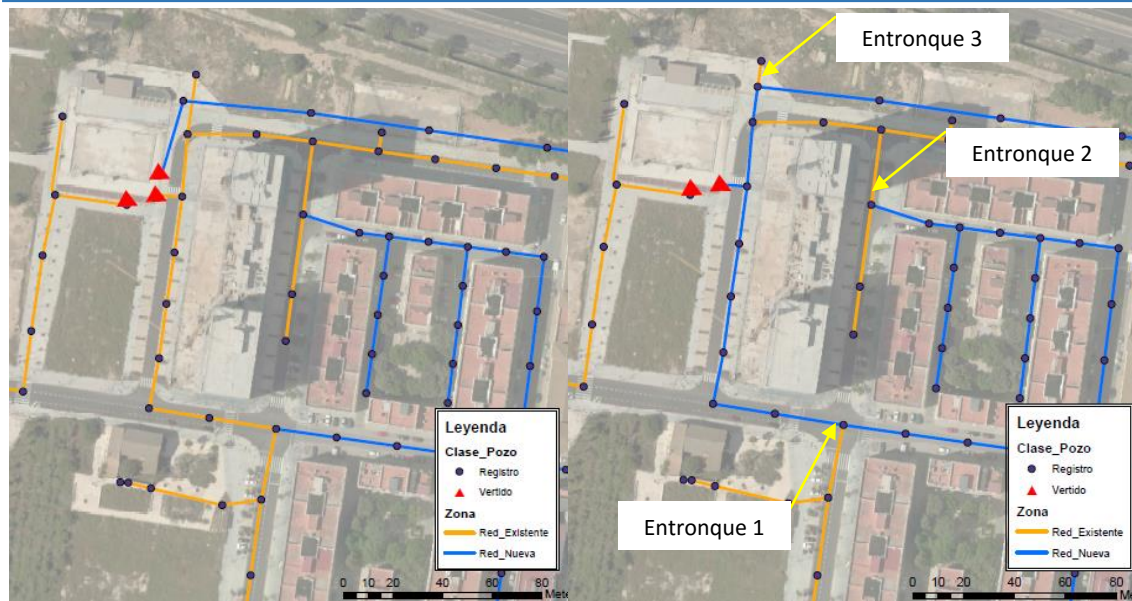 Entronque 3
Entronque 2
Entronque 1
Leyenda
Clase_Pozo
Registro
Vertido
Zona
Red_Existente
Red_Nueva
0 10 20 40 60 80
Mete
Leyenda
Clase_Pozo
Registro
Vertido
Zona
Red_Existente
Red_Nueva
0 10 20 40 60 80
M